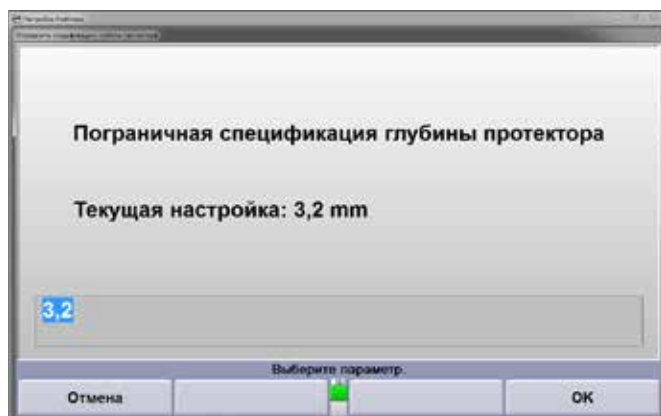 Пограничная спецификация глубины протектора
Текущая настройка: 3,2 mm
3,2
Выберите параметр.
Отмена
OK